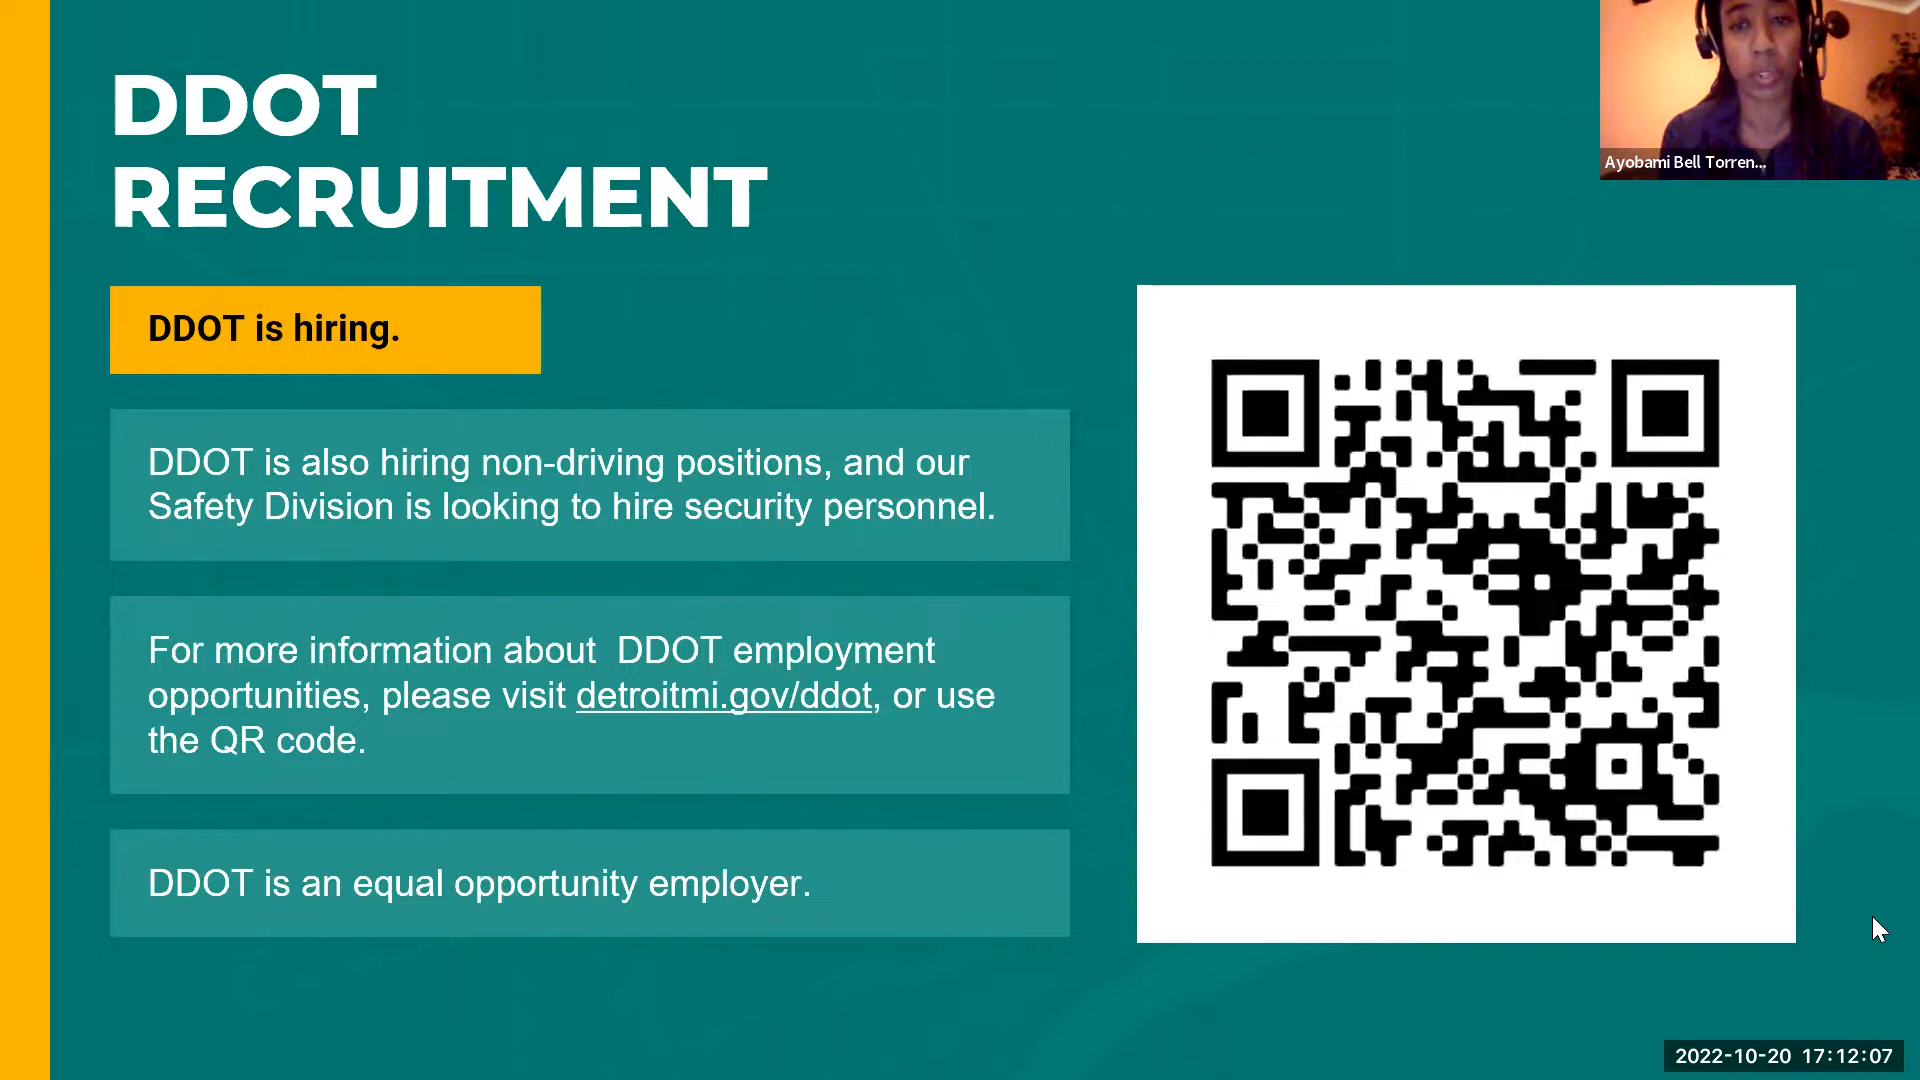 DDOT
RECRUITMENT
Ayobami Bell Torren...
DDOT is hiring.
DDOT is also hiring non-driving positions, and our
Safety Division is looking to hire security personnel.
For more information about  DDOT employment
opportunities, please visit detroitmi.gov/ddot, or use
the QR code.
DDOT is an equal opportunity employer.
2022-10-20 17:12:07